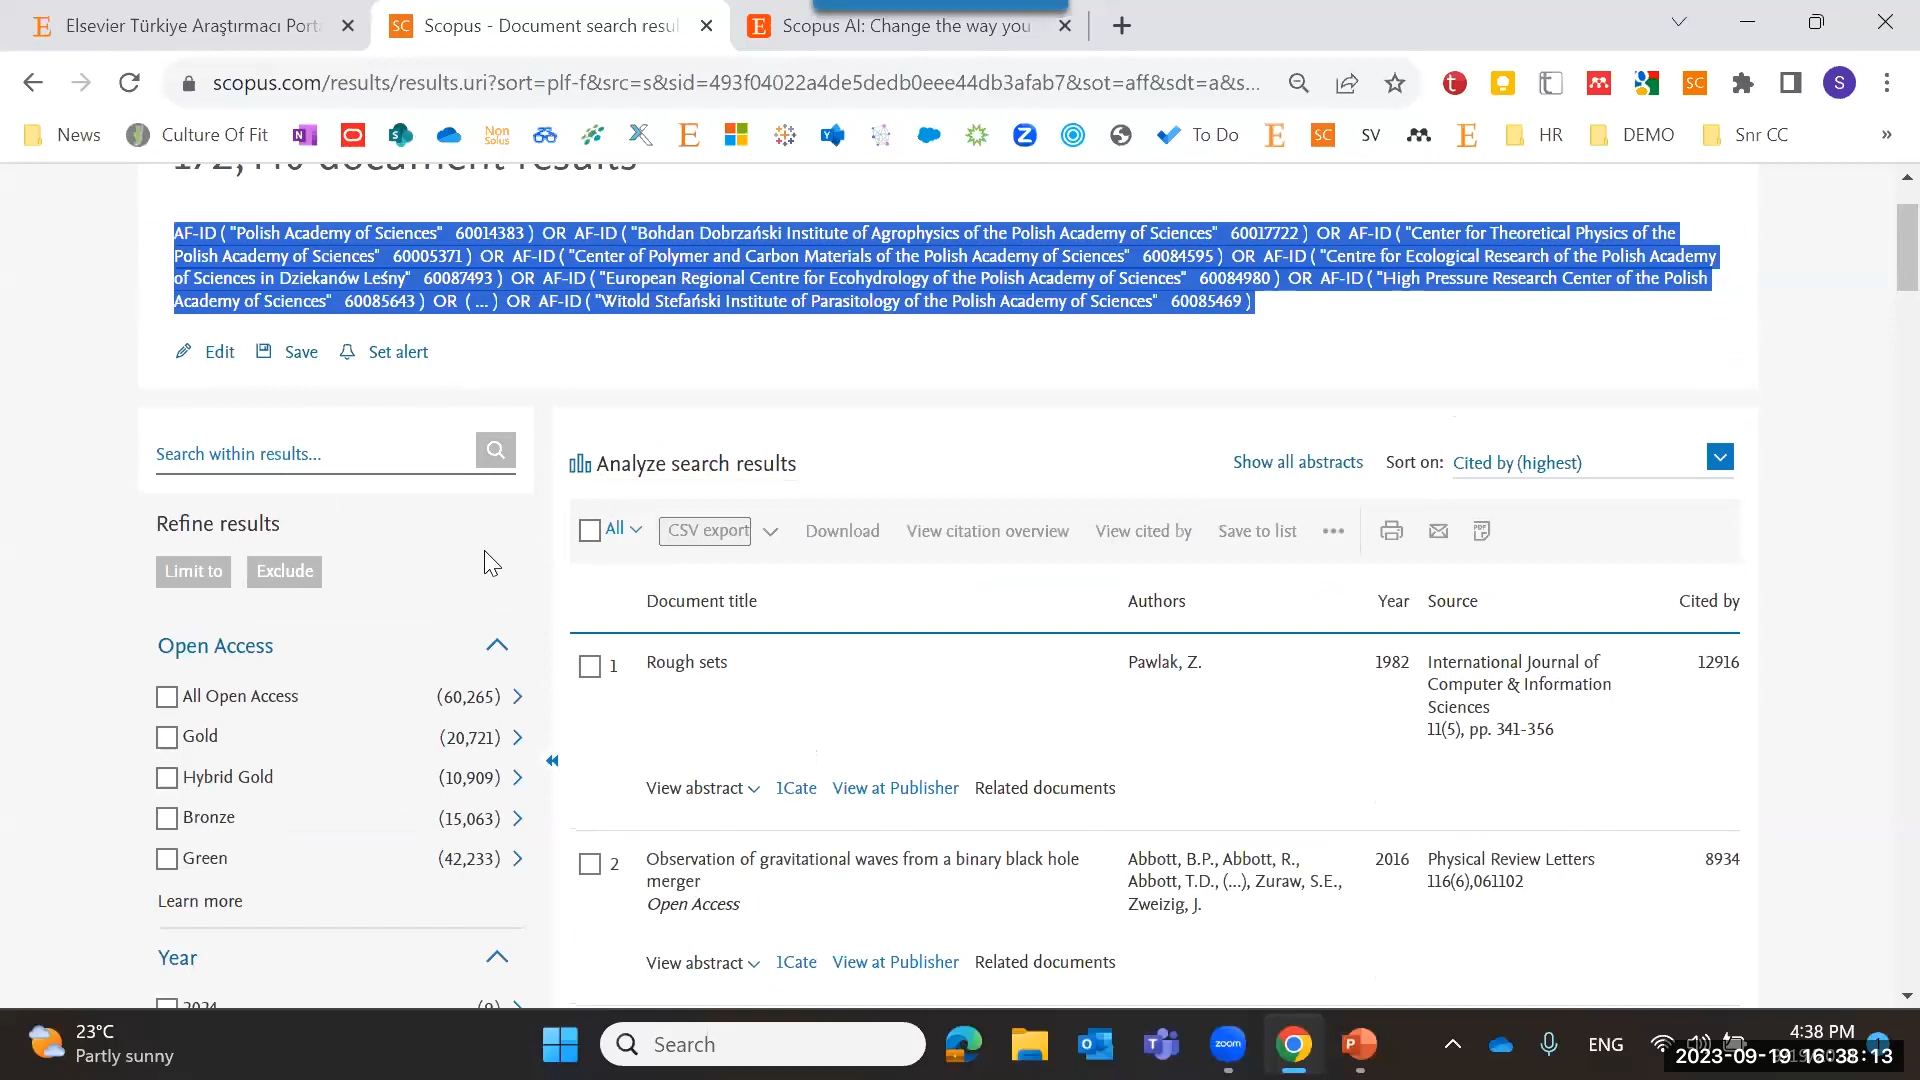 Elsevier Türkiye Araştırmacı Porta
Scopus - Document search resul
Scopus AI: Change the way you
scopus.com/results/results.uri?sort=plf-f&src=s&sid=493f04022a4de5dedb0eee44db3afab7&sot=aff&sdt=a&s...
SC
S
News
Culture Of Fit
Non Solus
To Do
SC
SV
HR
DEMO
Snr CC
document results
AF-ID ( "Polish Academy of Sciences" 60014383 ) OR AF-ID ( "Bohdan Dobrzański Institute of Agrophysics of the Polish Academy of Sciences" 60017722 ) OR AF-ID ( "Center for Theoretical Physics of the
Polish Academy of Sciences" 60005371 ) OR AF-ID ( "Center of Polymer and Carbon Materials of the Polish Academy of Sciences" 60084595 ) OR AF-ID ( "Centre for Ecological Research of the Polish Academy
of Sciences in Dziekanów Leśny" 60087493 ) OR AF-ID ( "European Regional Centre for Ecohydrology of the Polish Academy of Sciences" 60084980 ) OR AF-ID ( "High Pressure Research Center of the Polish
Academy of Sciences" 60085643 ) OR ( ... ) OR AF-ID ( "Witold Stefański Institute of Parasitology of the Polish Academy of Sciences" 60085469 )
Edit Save Set alert
Search within results...
Refine results
Limit to Exclude
Open Access
All Open Access (60,265)
Gold (20,721)
Hybrid Gold (10,909)
Bronze (15,063)
Green (42,233)
Learn more
Year
2024 (9)
Analyze search results
Show all abstracts Sort on: Cited by (highest)
All CSV export Download View citation overview View cited by Save to list •••
Document title Authors Year Source Cited by
1 Rough sets Pawlak, Z. 1982 International Journal of 12916
Computer & Information
Sciences
11(5), pp. 341-356
View abstract 1Cate View at Publisher Related documents
2 Observation of gravitational waves from a binary black hole Abbott, B.P., Abbott, R., 2016 Physical Review Letters 8934
merger Abbott, T.D., (...), Zuraw, S.E., 116(6),061102
Open Access Zweizig, J.
View abstract 1Cate View at Publisher Related documents
23°C
Partly sunny
Search
zoom
ENG
4:38 PM
2023-09-19 16:38:13